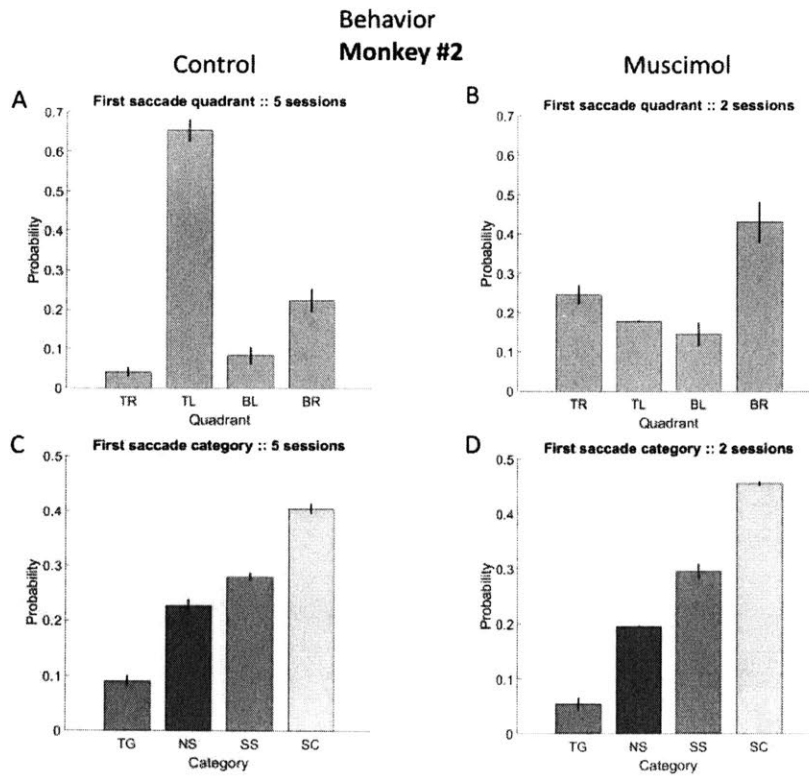 Behavior
Monkey #2
Control
Muscimol
A
First saccade quadrant :: 5 sessions
0.7
0.6
0.5
0.4
0.3
0.2
0.1
0
Probability
TR TL BL BR
Quadrant
B
First saccade quadrant :: 2 sessions
0.7
0.6
0.5
0.4
0.3
0.2
0.1
0
Probability
TR TL BL BR
Quadrant
C
First saccade category :: 5 sessions
0.5
0.4
0.3
0.2
0.1
0
Probability
TG NS SS SC
Category
D
First saccade category :: 2 sessions
0.5
0.4
0.3
0.2
0.1
0
Probability
TG NS SS SC
Category